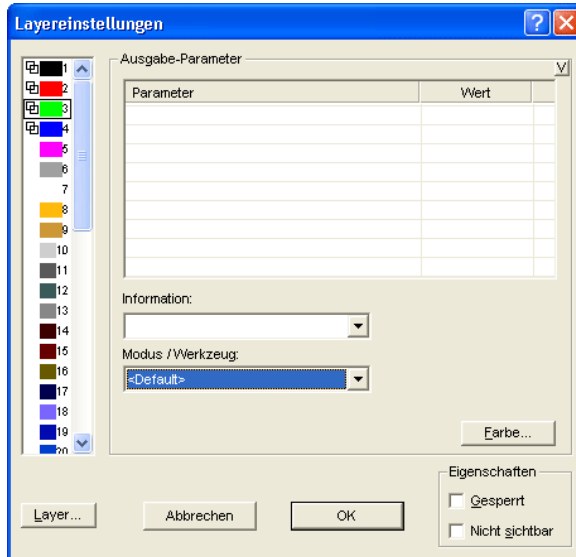 Layereinstellungen
Ausgabe-Parameter
V
Parameter Wert
1
2
3
4
5
6
7
8
9
10
11
12
13
14
15
16
17
18
19
20
Information:
Modus / Werkzeug:
<Default>
Farbe...
Eigenschaften
Gesperrt
Nicht sichtbar
Layer...
Abbrechen
OK